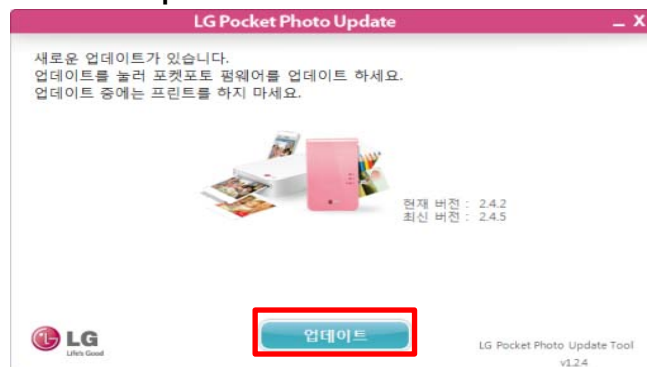 LG Pocket Photo Update
_ X
새로운 업데이트가 있습니다.
업데이트를 눌러 포켓포토 펌웨어를 업데이트 하세요.
업데이트 중에는 프린트를 하지 마세요.
현재 버전 : 2.4.2
최신 버전 : 2.4.5
LG
Life's Good
업데이트
LG Pocket Photo Update Tool
v1.2.4